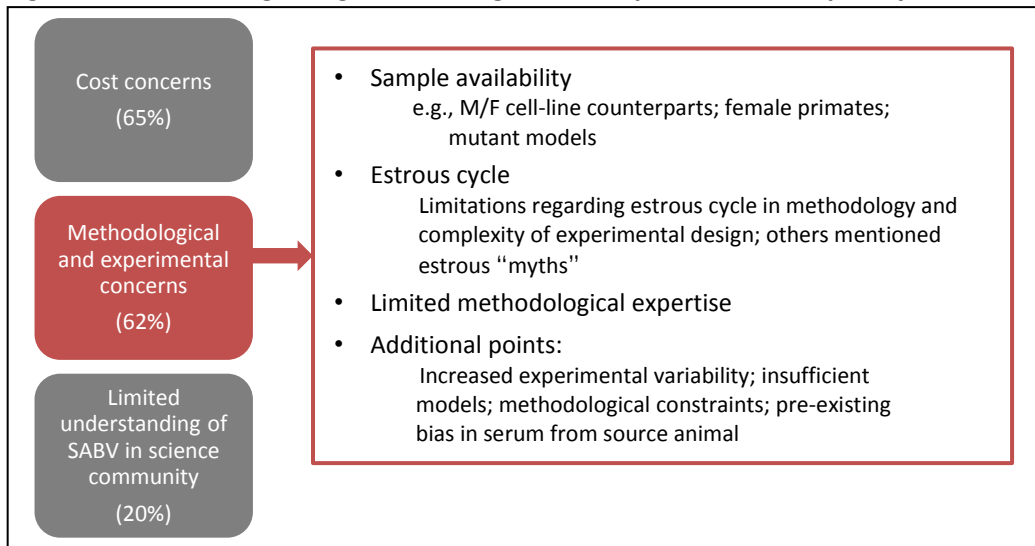 Cost concerns
(65%)
Methodological
and experimental
concerns
(62%)
Limited
understanding of
SABV in science
community
(20%)
• Sample availability
e.g., M/F cell-line counterparts; female primates;
mutant models
• Estrous cycle
Limitations regarding estrous cycle in methodology and
complexity of experimental design; others mentioned
estrous “myths”
• Limited methodological expertise
• Additional points:
Increased experimental variability; insufficient
models; methodological constraints; pre-existing
bias in serum from source animal